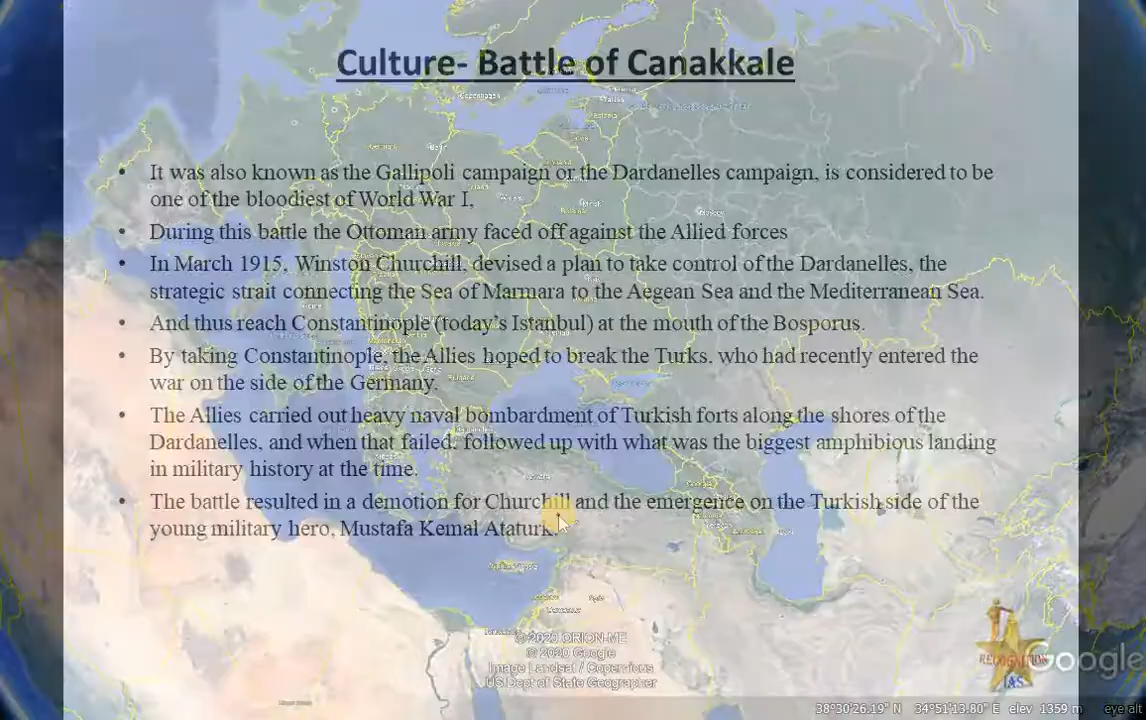 Culture- Battle of Canakkale
• It was also known as the Gallipoli campaign or the Dardanelles campaign, is considered to be
one of the bloodiest of World War I,
• During this battle the Ottoman army faced off against the Allied forces
• In March 1915, Winston Churchill, devised a plan to take control of the Dardanelles, the
strategic strait connecting the Sea of Marmara to the Aegean Sea and the Mediterranean Sea.
• And thus reach Constantinople (today's Istanbul) at the mouth of the Bosporus.
• By taking Constantinople, the Allies hoped to break the Turks, who had recently entered the
war on the side of the Germany.
• The Allies carried out heavy naval bombardment of Turkish forts along the shores of the
Dardanelles, and when that failed, followed up with what was the biggest amphibious landing
in military history at the time.
• The battle resulted in a demotion for Churchill and the emergence on the Turkish side of the
young military hero, Mustafa Kemal Ataturk.
© 2020 ORION-ME
© 2020 Google
Image Landsat / Copernicus
US Dept of State Geographer
RECOGNITION
IAS
Google
38°30'26.19" N 34°51'13.80" E elev 1359 m eye alt